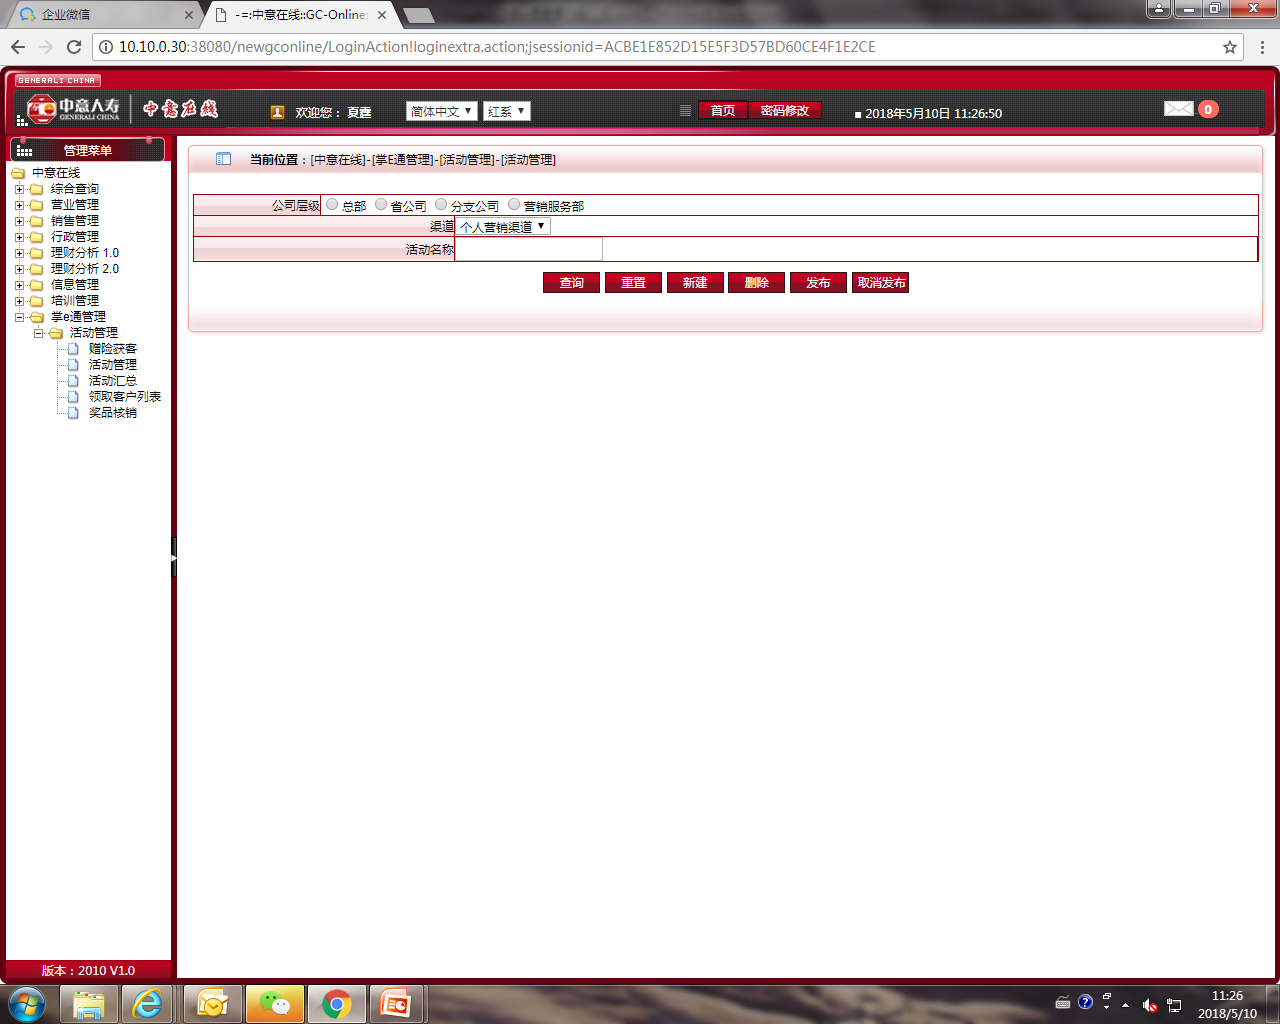 企业微信
-=:中意在线::GC-Online:
10.10.0.30:38080/newgconline/LoginAction!loginextra.action;jsessionid=ACBE1E852D15E5F3D57BD60CE4F1E2CE
GENERALI CHINA
中意人寿 GENERALI CHINA 中意在线 欢迎您： 夏霆 简体中文 红系 首页 密码修改 ■ 2018年5月10日 11:26:50 0
管理菜单
当前位置：[中意在线]-[掌E通管理]-[活动管理]-[活动管理]
中意在线
综合查询
营业管理
销售管理
行政管理
理财分析 1.0
理财分析 2.0
信息管理
培训管理
掌e通管理
活动管理
赠险获客
活动管理
活动汇总
领取客户列表
奖品核销
公司层级 总部 省公司 分支公司 营销服务部
渠道 个人营销渠道
活动名称
查询 重置 新建 删除 发布 取消发布
版本：2010 V1.0
11:26
2018/5/10